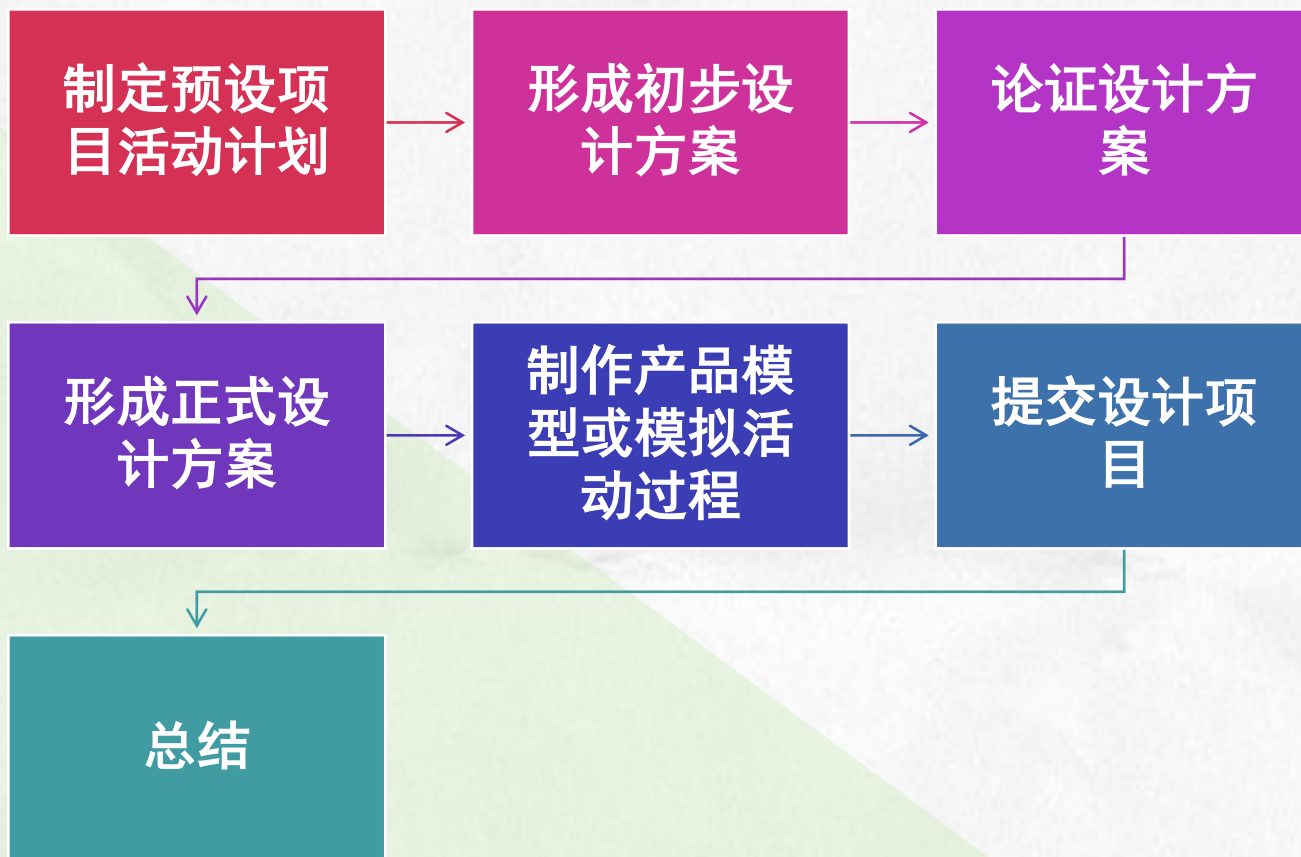 制定预设项
目活动计划
形成初步设
计方案
论证设计方
案
形成正式设
计方案
制作产品模
型或模拟活
动过程
提交设计项
目
总结